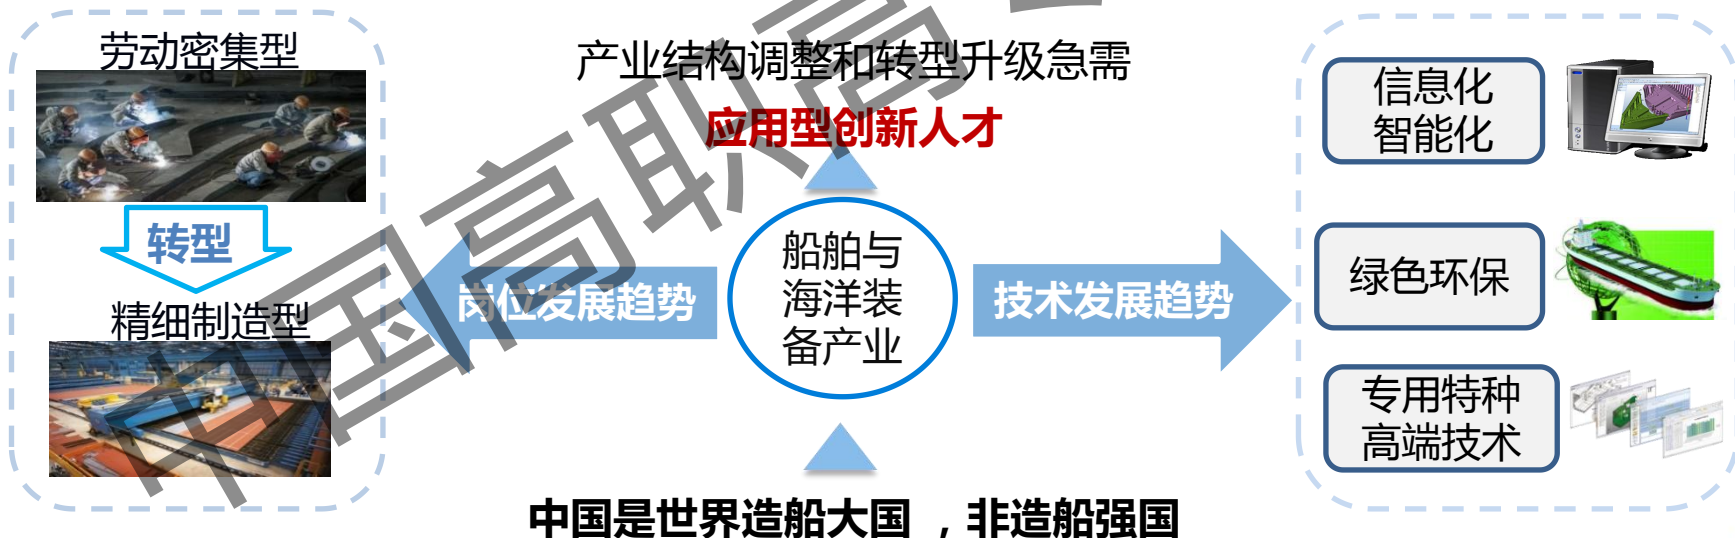 劳动密集型
转型
精细制造型
产业结构调整和转型升级急需
应用型创新人才
岗位发展趋势
船舶与
海洋装
备产业
技术发展趋势
中国是世界造船大国 ，非造船强国
信息化
智能化
绿色环保
专用特种
高端技术
中国高职高